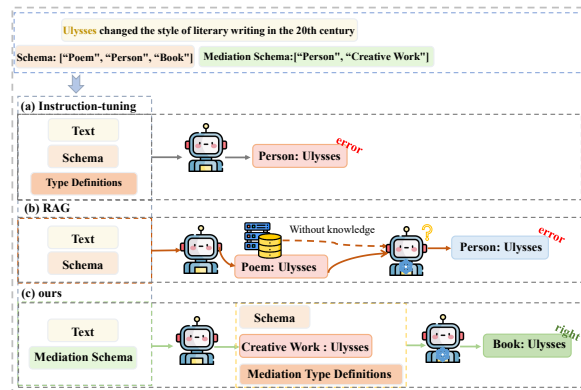 Ulysses changed the style of literary writing in the 20th century
Schema: ["Poem", "Person", "Book"] Mediation Schema:["Person", "Creative Work"]
(a) Instruction-tuning
Text
Schema
Type Definitions
Person: Ulysses
error
(b) RAG
Text
Schema
Without knowledge
Poem: Ulysses
?
Person: Ulysses
error
(c) ours
Text
Mediation Schema
Schema
Creative Work : Ulysses
Mediation Type Definitions
Book: Ulysses
right